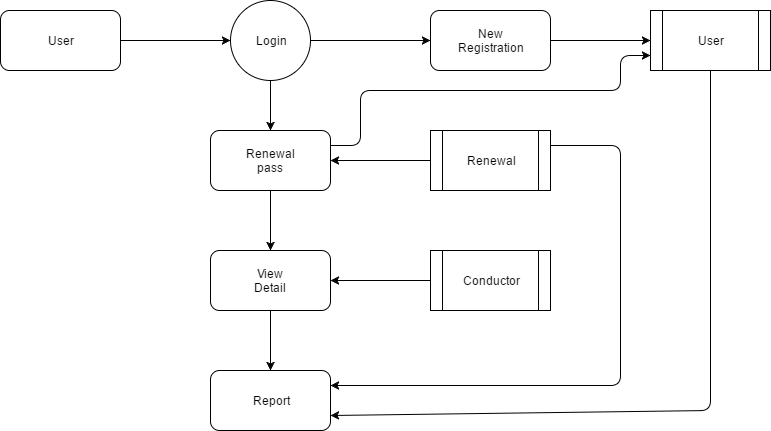 User
Login
New
Registration
User
Renewal
pass
Renewal
View
Detail
Conductor
Report